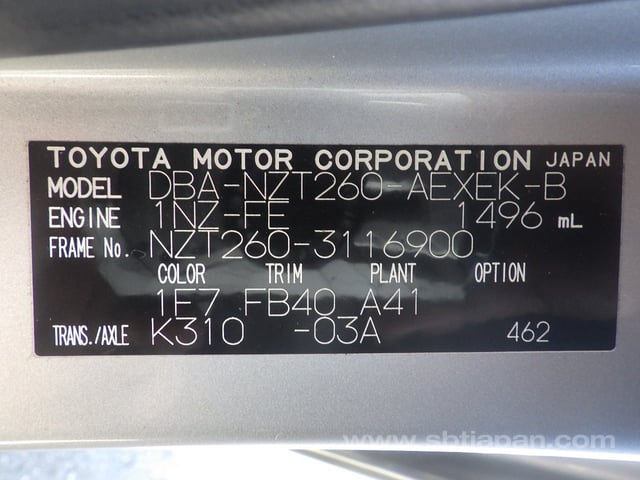 TOYOTA MOTOR CORPORATION JAPAN
MODEL DBA-NZT260-AEXEK-B
ENGINE 1NZ-FE 1496 mL
FRAME No. NZT260-3116900
COLOR TRIM PLANT OPTION
1E7 FB40 A41
TRANS./AXLE K310 -03A 462
www.sbtjapan.com